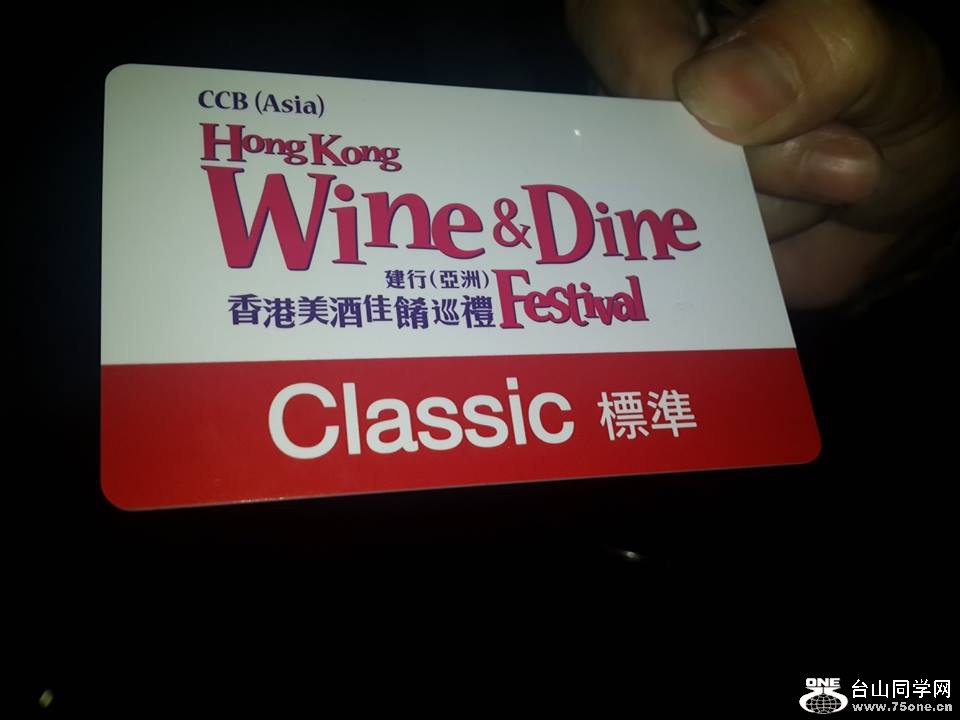 CCB (Asia)
Hong Kong
Wine & Dine
建行(亞洲)
香港美酒佳餚巡禮 Festival
Classic 標準
ONE
台山同学网
www.75one.cn